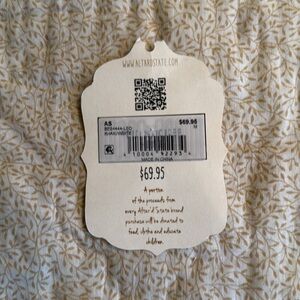 WWW.ALTARDSTATE.COM
AS
$69.95
M
MADE IN CHINA
$69.95
A portion
of the proceeds from
every Altar'd State brand
purchase will be donated to
feed, clothe and educate
children.